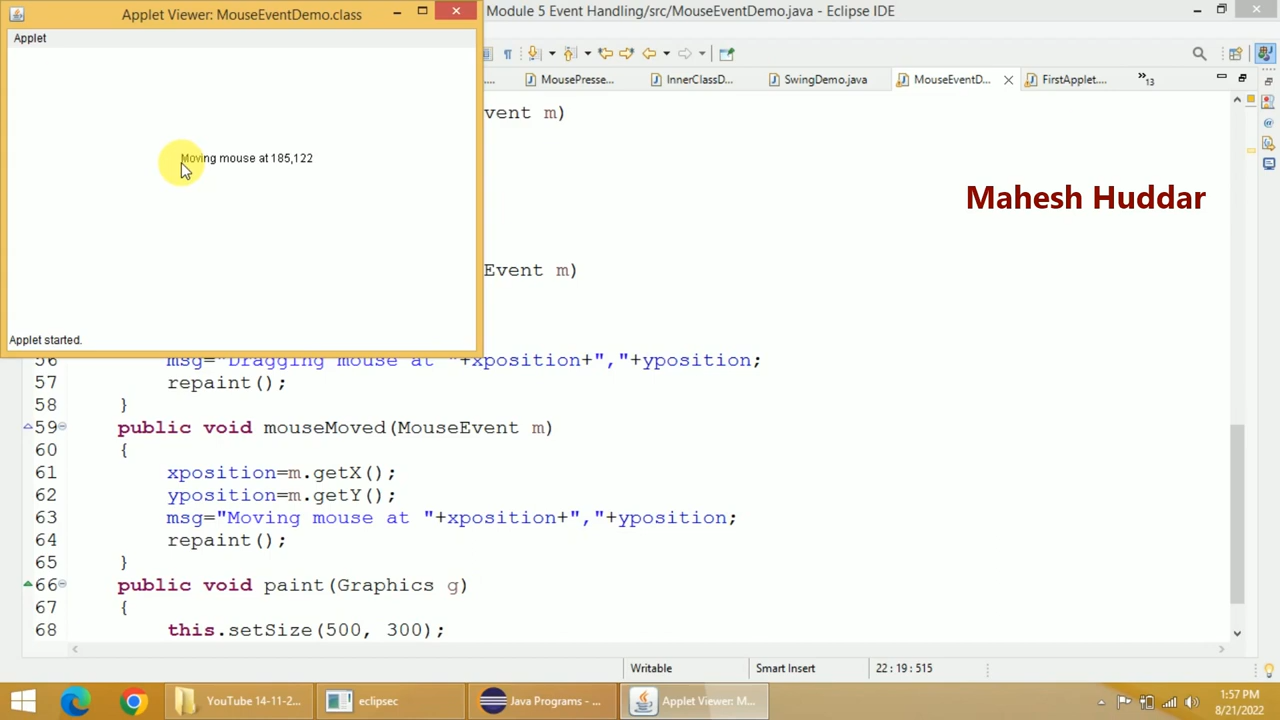 Applet Viewer: MouseEventDemo.class
Module 5 Event Handling/src/MouseEventDemo.java - Eclipse IDE
Applet
MousePresse...
InnerClassD...
SwingDemo.java
MouseEventD...
FirstApplet....
»13
vent m)
Moving mouse at 185,122
Mahesh Huddar
Event m)
Applet started.
56 msg="Dragging mouse at "+xposition+","+yposition;
57 repaint();
58 }
59 public void mouseMoved(MouseEvent m)
60 {
61 xposition=m.getX();
62 yposition=m.getY();
63 msg="Moving mouse at "+xposition+","+yposition;
64 repaint();
65 }
66 public void paint(Graphics g)
67 {
68 this.setSize(500, 300);
Writable
Smart Insert
22 : 19 : 515
YouTube 14-11-2...
eclipsec
Java Programs - ...
Applet Viewer: M...
1:57 PM
8/21/2022